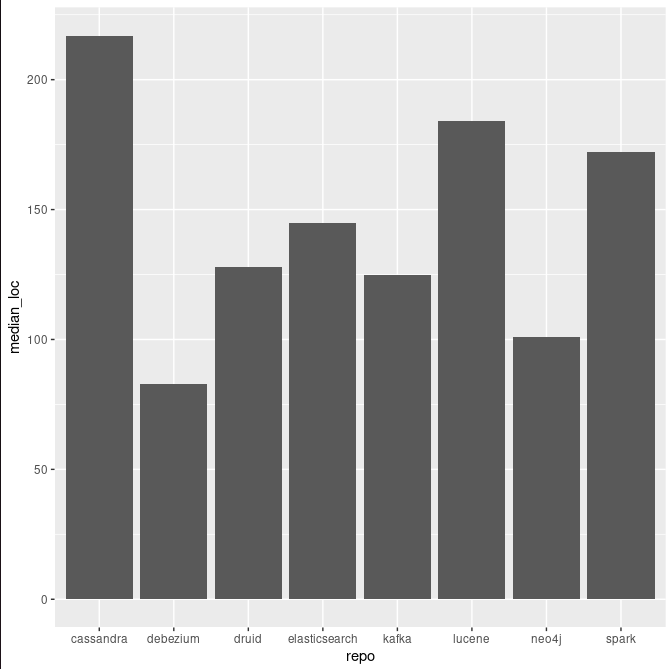 median_loc
200
150
100
50
0
cassandra debezium druid elasticsearch kafka lucene neo4j spark
repo